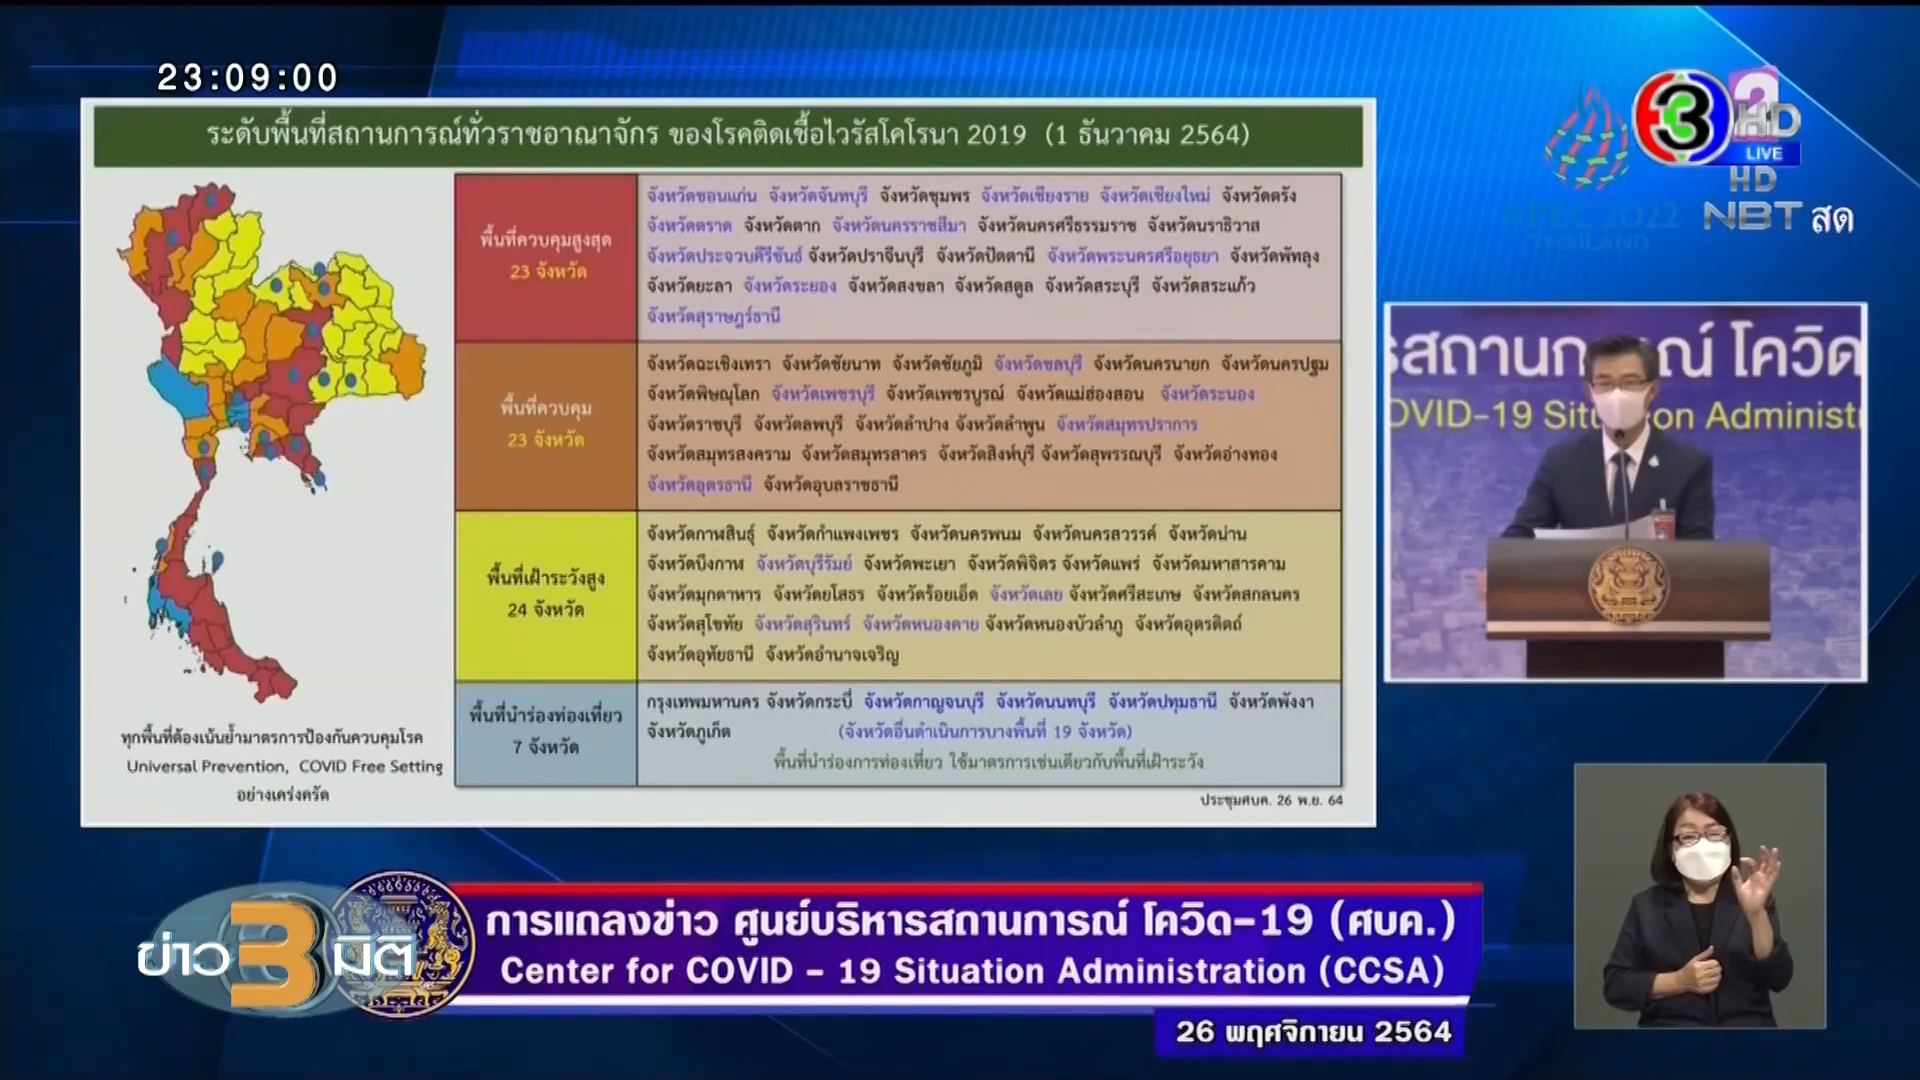 23:09:00
ระดับพื้นที่สถานการณ์ทั่วราชอาณาจักร ของโรคติดเชื้อไวรัสโคโรนา 2019 (1 ธันวาคม 2564)
พื้นที่ควบคุมสูงสุด
23 จังหวัด
จังหวัดขอนแก่น จังหวัดจันทบุรี จังหวัดชุมพร จังหวัดเชียงราย จังหวัดเชียงใหม่ จังหวัดตรัง
จังหวัดตราด จังหวัดตาก จังหวัดนครราชสีมา จังหวัดนครศรีธรรมราช จังหวัดนราธิวาส
จังหวัดประจวบคีรีขันธ์ จังหวัดปราจีนบุรี จังหวัดปัตตานี จังหวัดพระนครศรีอยุธยา จังหวัดพัทลุง
จังหวัดยะลา จังหวัดระยอง จังหวัดสงขลา จังหวัดสตูล จังหวัดสระบุรี จังหวัดสระแก้ว
จังหวัดสุราษฎร์ธานี
พื้นที่ควบคุม
23 จังหวัด
จังหวัดฉะเชิงเทรา จังหวัดชัยนาท จังหวัดชัยภูมิ จังหวัดชลบุรี จังหวัดนครนายก จังหวัดนครปฐม
จังหวัดพิษณุโลก จังหวัดเพชรบุรี จังหวัดเพชรบูรณ์ จังหวัดแม่ฮ่องสอน จังหวัดระนอง
จังหวัดราชบุรี จังหวัดลพบุรี จังหวัดลำปาง จังหวัดลำพูน จังหวัดสมุทรปราการ
จังหวัดสมุทรสงคราม จังหวัดสมุทรสาคร จังหวัดสิงห์บุรี จังหวัดสุพรรณบุรี จังหวัดอ่างทอง
จังหวัดอุดรธานี จังหวัดอุบลราชธานี
พื้นที่เฝ้าระวังสูง
24 จังหวัด
จังหวัดกาฬสินธุ์ จังหวัดกำแพงเพชร จังหวัดนครพนม จังหวัดนครสวรรค์ จังหวัดน่าน
จังหวัดบึงกาฬ จังหวัดบุรีรัมย์ จังหวัดพะเยา จังหวัดพิจิตร จังหวัดแพร่ จังหวัดมหาสารคาม
จังหวัดมุกดาหาร จังหวัดยโสธร จังหวัดร้อยเอ็ด จังหวัดเลย จังหวัดศรีสะเกษ จังหวัดสกลนคร
จังหวัดสุโขทัย จังหวัดสุรินทร์ จังหวัดหนองคาย จังหวัดหนองบัวลำภู จังหวัดอุตรดิตถ์
จังหวัดอุทัยธานี จังหวัดอำนาจเจริญ
พื้นที่นำร่องท่องเที่ยว
7 จังหวัด
กรุงเทพมหานคร จังหวัดกระบี่ จังหวัดกาญจนบุรี จังหวัดนนทบุรี จังหวัดปทุมธานี จังหวัดพังงา
จังหวัดภูเก็ต (จังหวัดอื่นดำเนินการบางพื้นที่ 19 จังหวัด)
พื้นที่นำร่องการท่องเที่ยว ใช้มาตรการเช่นเดียวกับพื้นที่เฝ้าระวัง
ทุกพื้นที่ต้องเน้นย้ำมาตรการป้องกันควบคุมโรค
Universal Prevention, COVID Free Setting
อย่างเคร่งครัด
ประชุมศบค. 26 พ.ย. 64
3 HD
LIVE
HD
APEC 2022
THAILAND
NBT สด
รสถานการณ์ โควิด
OVID-19 Situation Administ
ข่าว 3 มิติ
การแถลงข่าว ศูนย์บริหารสถานการณ์ โควิด-19 (ศบค.)
Center for COVID - 19 Situation Administration (CCSA)
26 พฤศจิกายน 2564